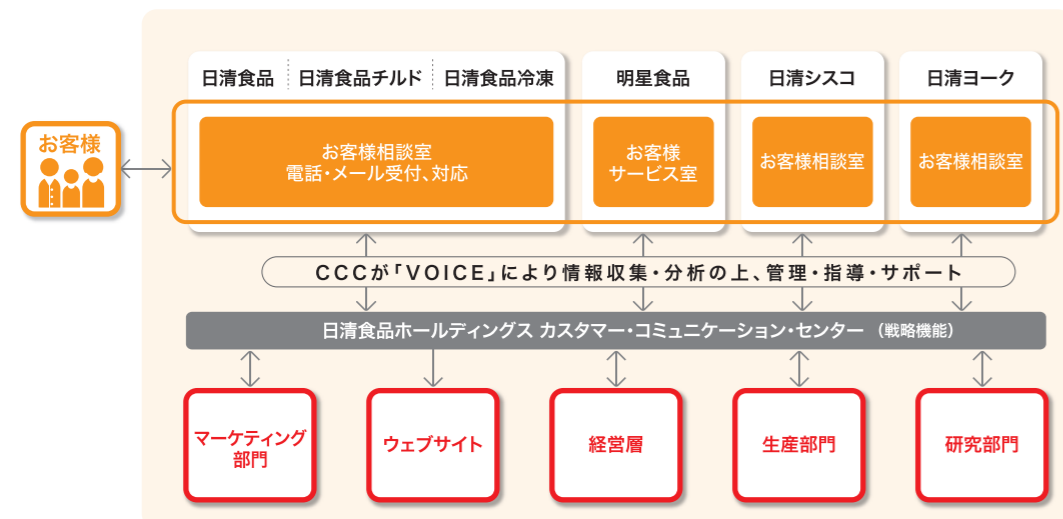 日清食品 日清食品チルド 日清食品冷凍
明星食品
日清シスコ
日清ヨーク
お客様
お客様相談室
電話・メール受付、対応
お客様
サービス室
お客様相談室
お客様相談室
CCCが「VOICE」により情報収集・分析の上、管理・指導・サポート
日清食品ホールディングス カスタマー・コミュニケーション・センター （戦略機能）
マーケティング
部門
ウェブサイト
経営層
生産部門
研究部門